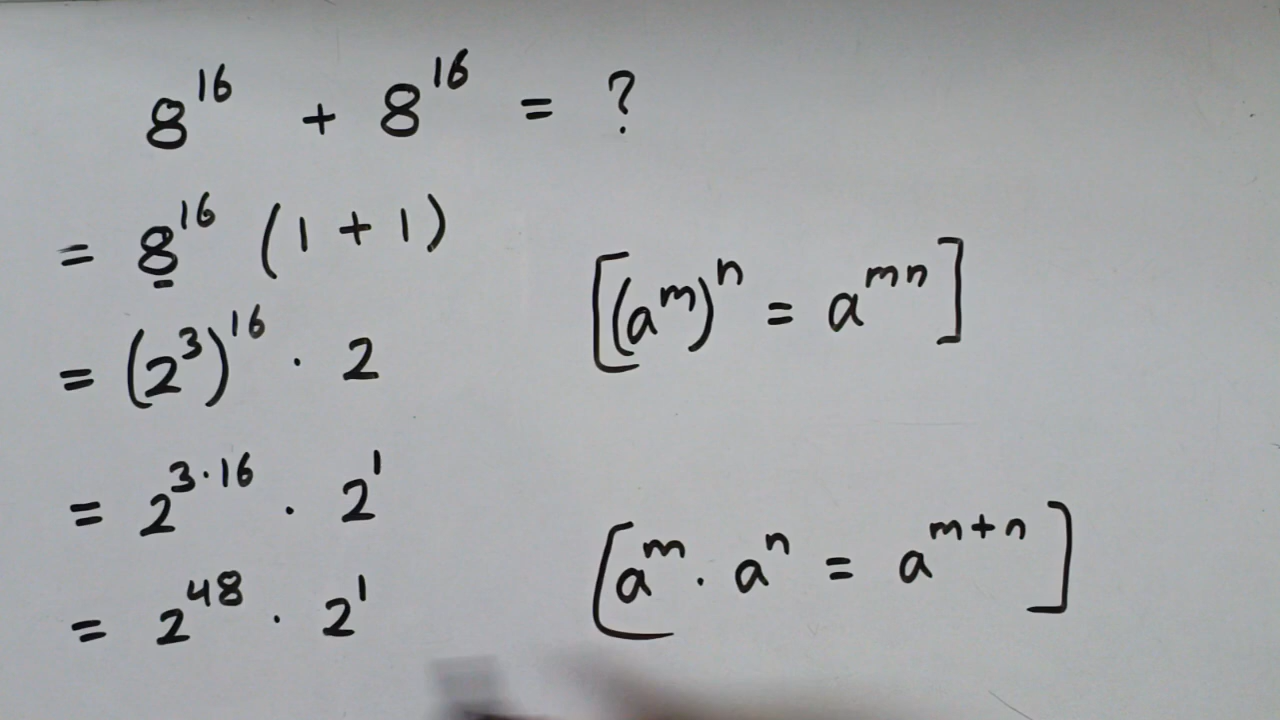 8^16 + 8^16 = ?
= 8^16 (1 + 1)
[(a^m)^n = a^mn]
= (2^3)^16 · 2
= 2^3·16 · 2^1
[a^m · a^n = a^m+n]
= 2^48 · 2^1